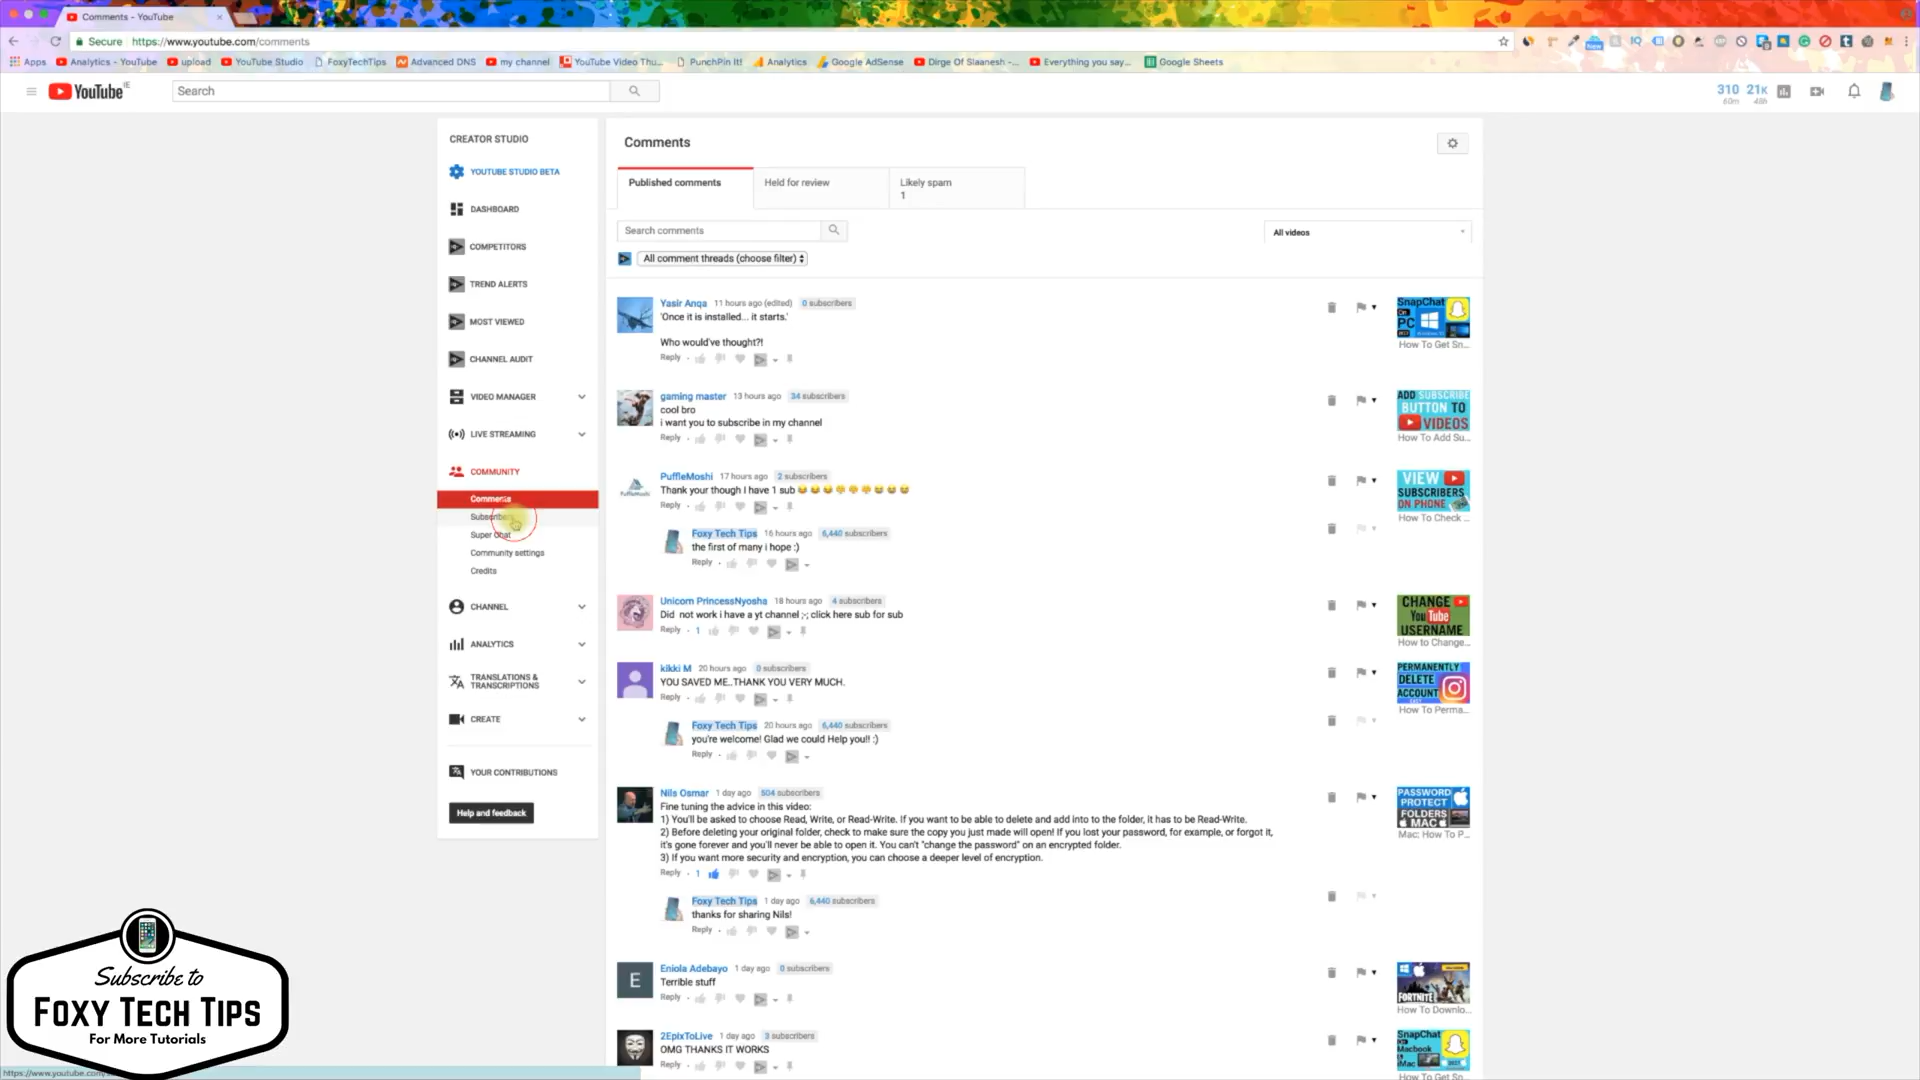 Comments - YouTube
Secure https://www.youtube.com/comments
Apps Analytics - YouTube upload YouTube Studio FoxyTechTips Advanced DNS my channel YouTube Video Thu... PunchPin It! Analytics Google AdSense Dirge Of Slaanesh -... Everything you say... Google Sheets
YouTube IE Search 310 60m 21K 48h
CREATOR STUDIO
YOUTUBE STUDIO BETA
DASHBOARD
COMPETITORS
TREND ALERTS
MOST VIEWED
CHANNEL AUDIT
VIDEO MANAGER
LIVE STREAMING
COMMUNITY
Comments
Subscribers
Super Chat
Community settings
Credits
CHANNEL
ANALYTICS
TRANSLATIONS &
TRANSCRIPTIONS
CREATE
YOUR CONTRIBUTIONS
Help and feedback
Comments
Published comments Held for review Likely spam
1
Search comments All videos
All comment threads (choose filter)
Yasir Anqa 11 hours ago (edited) 0 subscribers
'Once it is installed... it starts.'
Who would've thought?!
Reply
SnapChat On PC
How To Get Sn...
gaming master 13 hours ago 34 subscribers
cool bro
i want you to subscribe in my channel
Reply
ADD SUBSCRIBE
BUTTON TO
VIDEOS
How To Add Su...
PuffleMoshi 17 hours ago 2 subscribers
Thank your though I have 1 sub
Reply
VIEW
SUBSCRIBERS
ON PHONE
How To Check ...
Foxy Tech Tips 16 hours ago 6,440 subscribers
the first of many i hope :)
Reply
Unicorn PrincessNyosha 18 hours ago 4 subscribers
Did not work i have a yt channel ;-; click here sub for sub
Reply 1
CHANGE
YouTube
USERNAME
How to Change...
kikki M 20 hours ago 0 subscribers
YOU SAVED ME..THANK YOU VERY MUCH.
Reply
PERMANENTLY
DELETE
ACCOUNT
How To Perma...
Foxy Tech Tips 20 hours ago 6,440 subscribers
you're welcome! Glad we could Help you!! :)
Reply
Nils Osmar 1 day ago 504 subscribers
Fine tuning the advice in this video:
1) You'll be asked to choose Read, Write, or Read-Write. If you want to be able to delete and add into to the folder, it has to be Read-Write.
2) Before deleting your original folder, check to make sure the copy you just made will open! If you lost your password, for example, or forgot it,
it's gone forever and you'll never be able to open it. You can't "change the password" on an encrypted folder.
3) If you want more security and encryption, you can choose a deeper level of encryption.
Reply 1
PASSWORD
PROTECT
FOLDERS
MAC
Mac: How To P...
Foxy Tech Tips 1 day ago 6,440 subscribers
thanks for sharing Nils!
Reply
E
Eniola Adebayo 1 day ago 0 subscribers
Terrible stuff
Reply
FORTNITE
How To Downlo...
2EpixToLive 1 day ago 3 subscribers
OMG THANKS IT WORKS
Reply
SnapChat
How To Get Sn...
Subscribe to
FOXY TECH TIPS
For More Tutorials